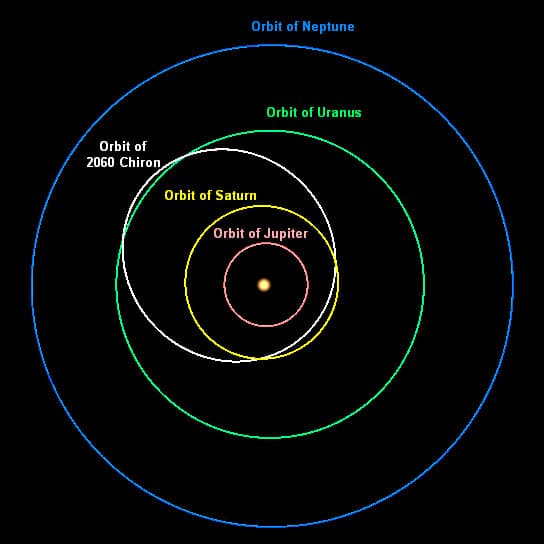 Orbit of Neptune
Orbit of Uranus
Orbit of
2060 Chiron
Orbit of Saturn
Orbit of Jupiter